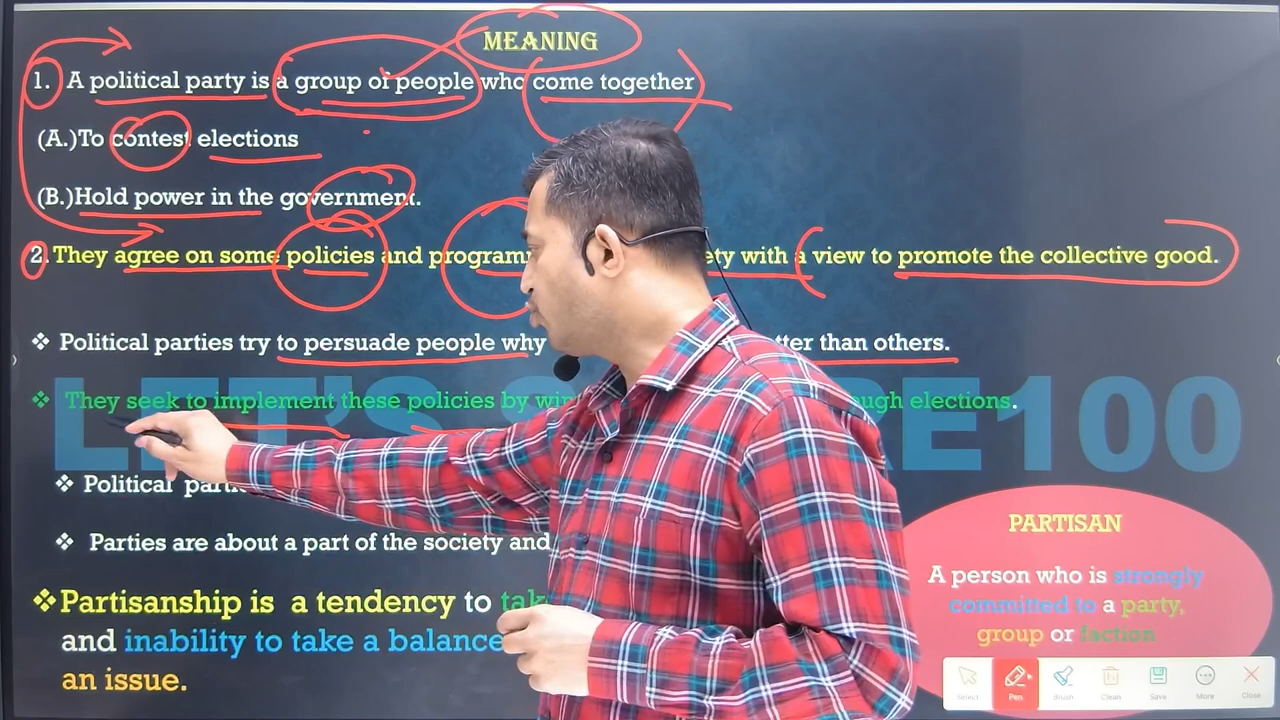 MEANING
1. A political party is a group of people who come together
(A.)To contest elections
(B.)Hold power in the government.
2. They agree on some policies and programm ety with a view to promote the collective good.
❖ Political parties try to persuade people why tter than others.
❖ They seek to implement these policies by win ugh elections.
❖ Political part
❖ Parties are about a part of the society and
❖Partisanship is a tendency to tak
and inability to take a balance
an issue.
PARTISAN
A person who is strongly
committed to a party,
group or faction
Select Pen Brush Clean Save More Close